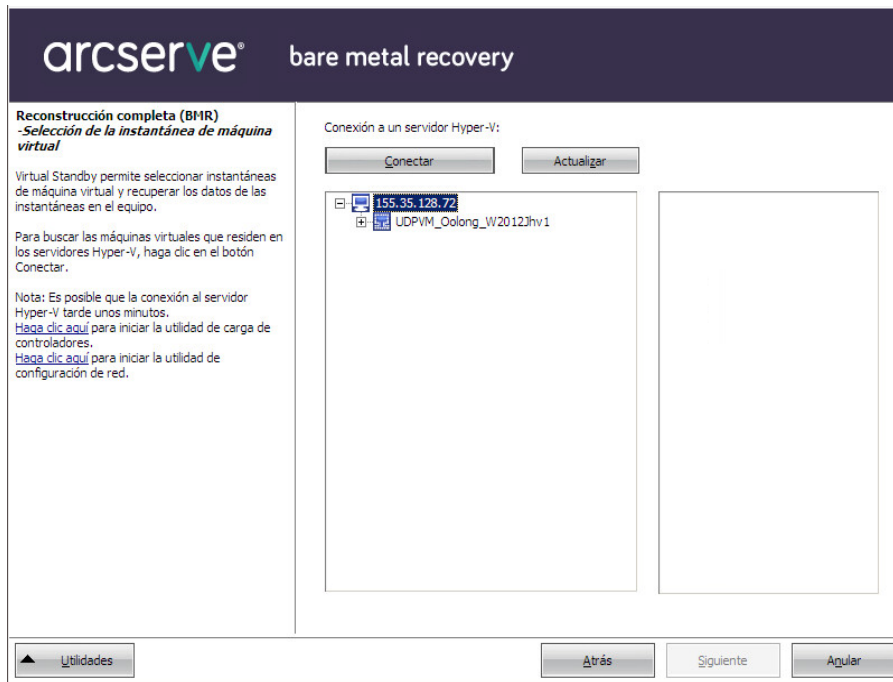 arcserve® bare metal recovery
Reconstrucción completa (BMR)
-Selección de la instantánea de máquina
virtual
Virtual Standby permite seleccionar instantáneas
de máquina virtual y recuperar los datos de las
instantáneas en el equipo.
Para buscar las máquinas virtuales que residen en
los servidores Hyper-V, haga clic en el botón
Conectar.
Nota: Es posible que la conexión al servidor
Hyper-V tarde unos minutos.
Haga clic aquí para iniciar la utilidad de carga de
controladores.
Haga clic aquí para iniciar la utilidad de
configuración de red.
Conexión a un servidor Hyper-V:
Conectar
Actualizar
155.35.128.72
UDPVM_Oolong_W2012Jhv1
Utilidades
Atrás
Siguiente
Anular